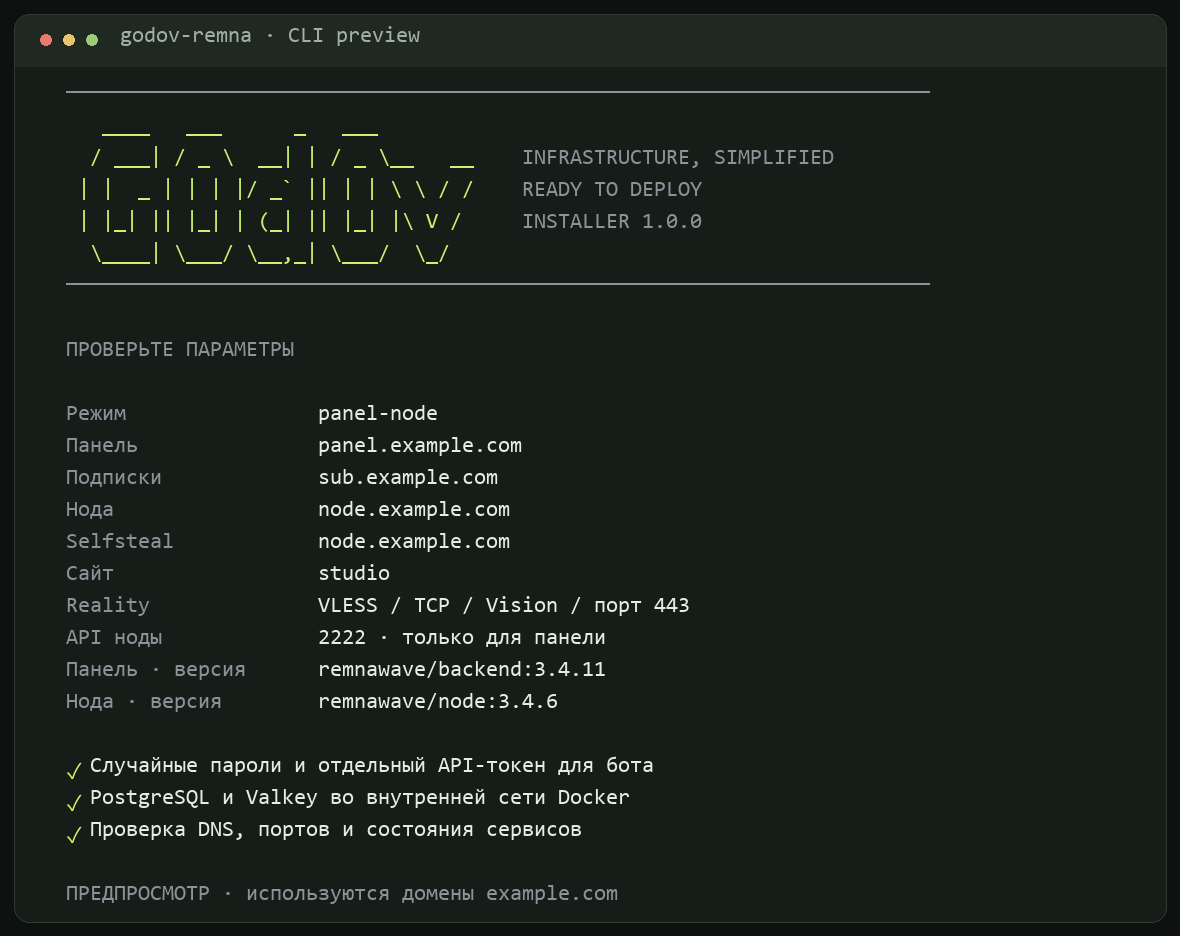 godov-remna · CLI preview
GOdOv
INFRASTRUCTURE, SIMPLIFIED
READY TO DEPLOY
INSTALLER 1.0.0
ПРОВЕРЬТЕ ПАРАМЕТРЫ
Режим panel-node
Панель panel.example.com
Подписки sub.example.com
Нода node.example.com
Selfsteal node.example.com
Сайт studio
Reality VLESS / TCP / Vision / порт 443
API ноды 2222 · только для панели
Панель · версия remnawave/backend:3.4.11
Нода · версия remnawave/node:3.4.6
✓ Случайные пароли и отдельный API-токен для бота
✓ PostgreSQL и Valkey во внутренней сети Docker
✓ Проверка DNS, портов и состояния сервисов
ПРЕДПРОСМОТР · используются домены example.com